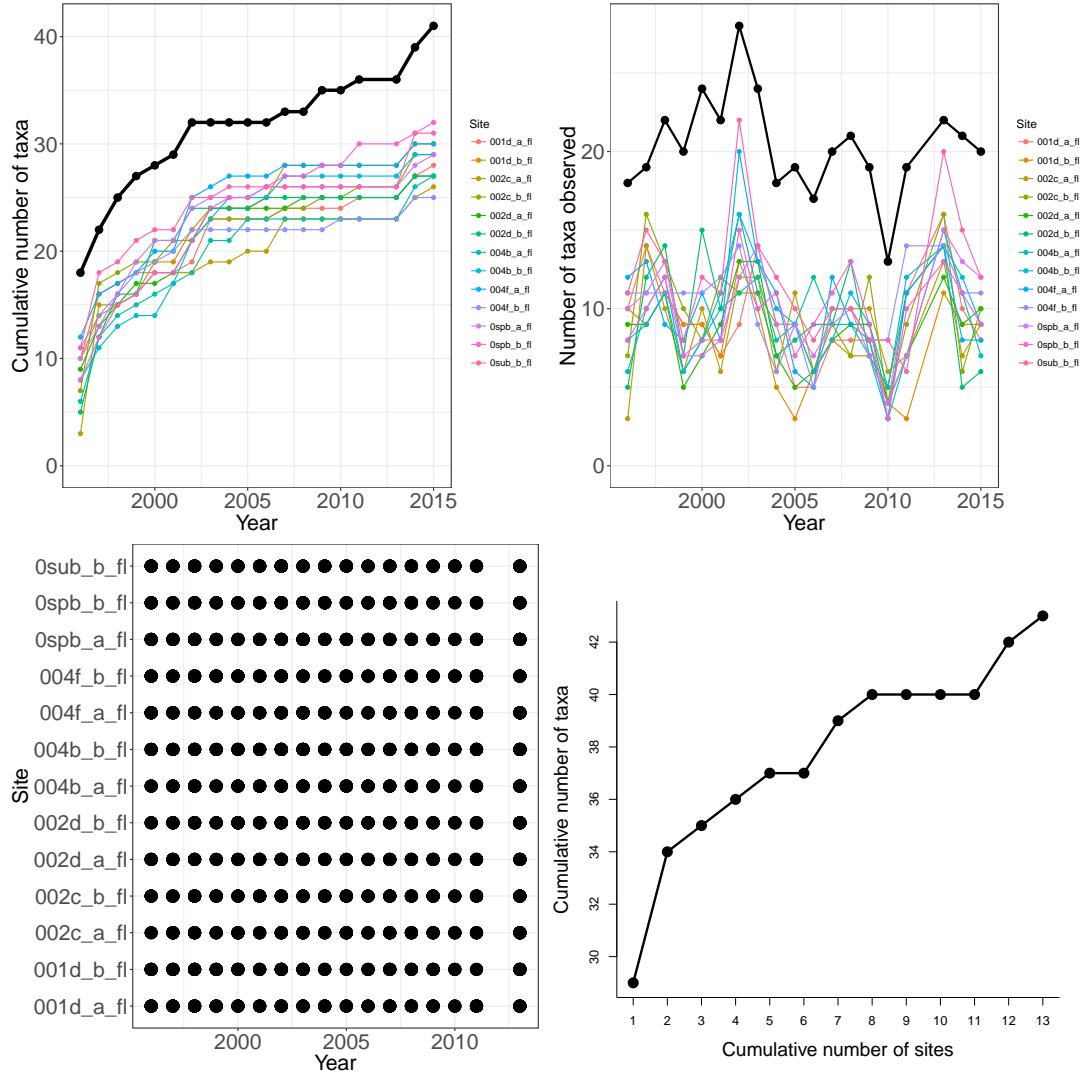 Cumulative number of taxa
40
30
20
10
0
2000 2005 2010 2015
Year
Site
001d_a_fl
001d_b_fl
002c_a_fl
002c_b_fl
002d_a_fl
002d_b_fl
004b_a_fl
004b_b_fl
004f_a_fl
004f_b_fl
0spb_a_fl
0spb_b_fl
0sub_b_fl
Number of taxa observed
20
10
0
2000 2005 2010 2015
Year
Site
001d_a_fl
001d_b_fl
002c_a_fl
002c_b_fl
002d_a_fl
002d_b_fl
004b_a_fl
004b_b_fl
004f_a_fl
004f_b_fl
0spb_a_fl
0spb_b_fl
0sub_b_fl
Site
0sub_b_fl
0spb_b_fl
0spb_a_fl
004f_b_fl
004f_a_fl
004b_b_fl
004b_a_fl
002d_b_fl
002d_a_fl
002c_b_fl
002c_a_fl
001d_b_fl
001d_a_fl
2000 2005 2010
Year
Cumulative number of taxa
42
40
38
36
34
32
30
1 2 3 4 5 6 7 8 9 10 11 12 13
Cumulative number of sites